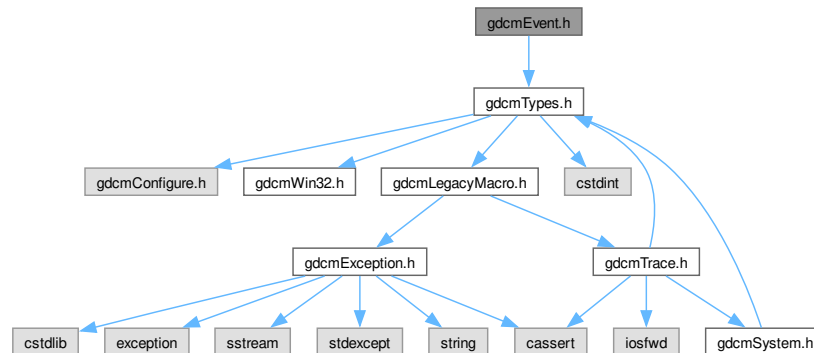 gdcmEvent.h
gdcmTypes.h
gdcmConfigure.h
gdcmWin32.h
gdcmLegacyMacro.h
cstdint
gdcmException.h
gdcmTrace.h
cstdlib
exception
sstream
stdexcept
string
cassert
iosfwd
gdcmSystem.h